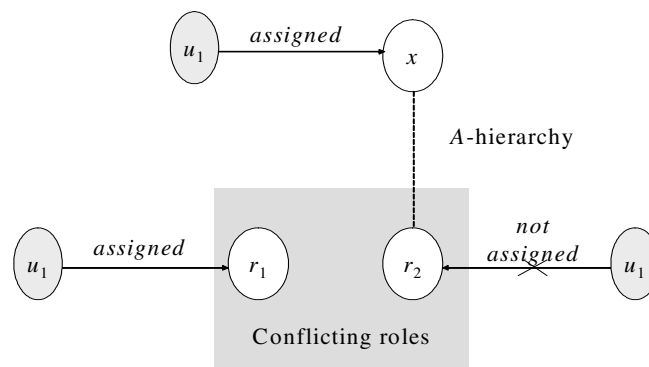 assigned
u1
x
A-hierarchy
not
assigned
assigned
u1
r1
r2
u1
Conflicting roles